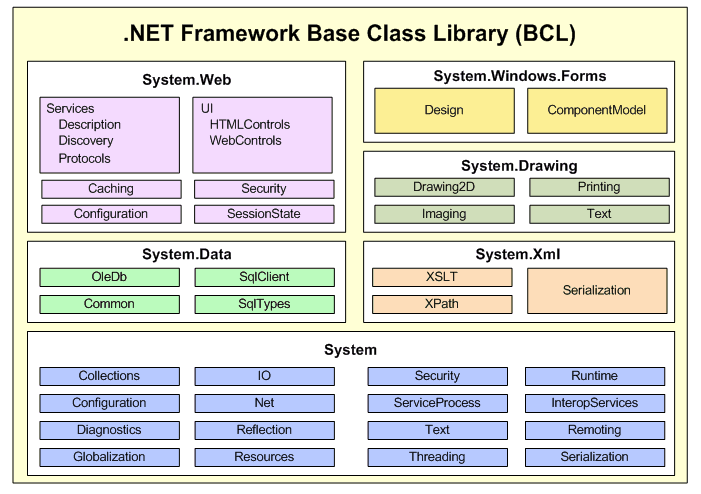 .NET Framework Base Class Library (BCL)
System.Web
Services
Description
Discovery
Protocols
UI
HTMLControls
WebControls
Caching
Security
Configuration
SessionState
System.Windows.Forms
Design
ComponentModel
System.Drawing
Drawing2D
Printing
Imaging
Text
System.Data
OleDb
SqlClient
Common
SqlTypes
System.Xml
XSLT
XPath
Serialization
System
Collections
IO
Security
Runtime
Configuration
Net
ServiceProcess
InteropServices
Diagnostics
Reflection
Text
Remoting
Globalization
Resources
Threading
Serialization